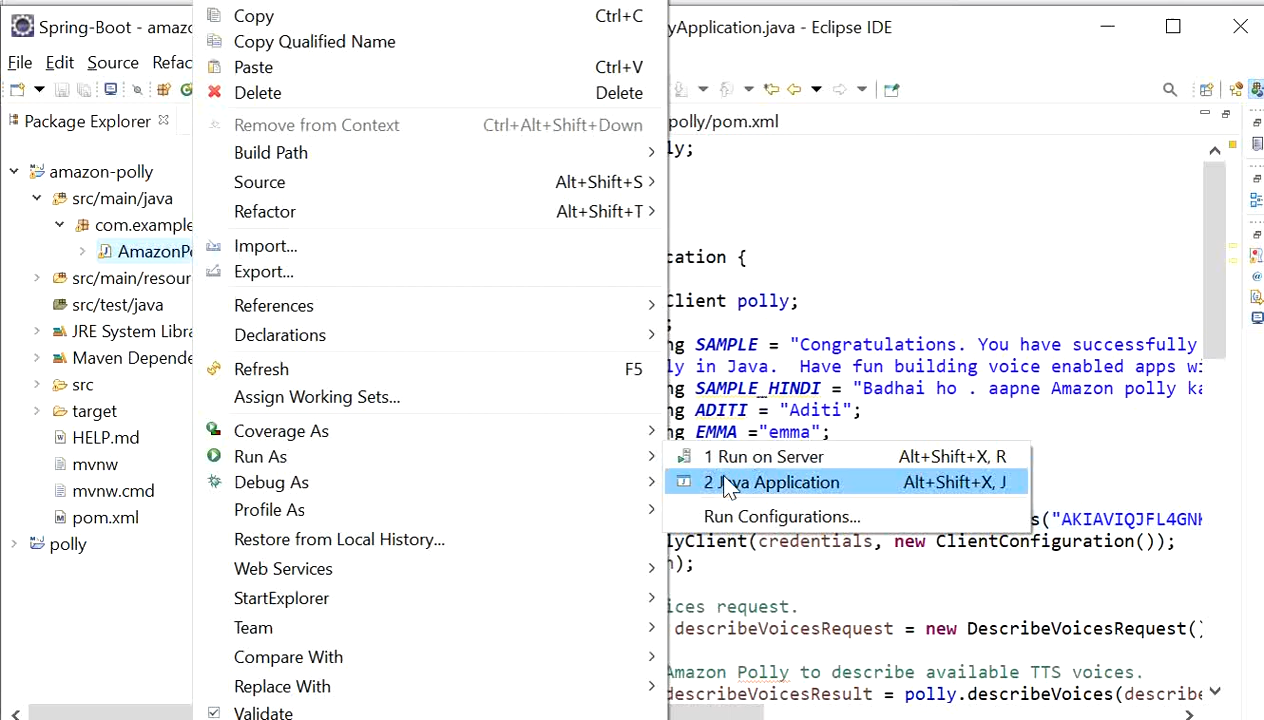 Spring-Boot - amazo
yApplication.java - Eclipse IDE
File Edit Source Refac
Package Explorer
polly/pom.xml
amazon-polly
src/main/java
com.example
AmazonPo
src/main/resour
src/test/java
JRE System Libra
Maven Depende
src
target
HELP.md
mvnw
mvnw.cmd
pom.xml
polly
Copy Ctrl+C
Copy Qualified Name
Paste Ctrl+V
Delete Delete
Remove from Context Ctrl+Alt+Shift+Down
Build Path
Source Alt+Shift+S
Refactor Alt+Shift+T
Import...
Export...
References
Declarations
Refresh F5
Assign Working Sets...
Coverage As
Run As
Debug As
Profile As
Restore from Local History...
Web Services
StartExplorer
Team
Compare With
Replace With
Validate
1 Run on Server Alt+Shift+X, R
2 Java Application Alt+Shift+X, J
Run Configurations...
ly;
cation {
Client polly;
;
ng SAMPLE = "Congratulations. You have successfully
ly in Java. Have fun building voice enabled apps wi
ng SAMPLE_HINDI = "Badhai ho . aapne Amazon polly ka
ng ADITI = "Aditi";
ng EMMA ="emma";
s("AKIAVIQJFL4GNK
lyClient(credentials, new ClientConfiguration());
n);
ices request.
describeVoicesRequest = new DescribeVoicesRequest()
Amazon Polly to describe available TTS voices.
describeVoicesResult = polly.describeVoices(describe